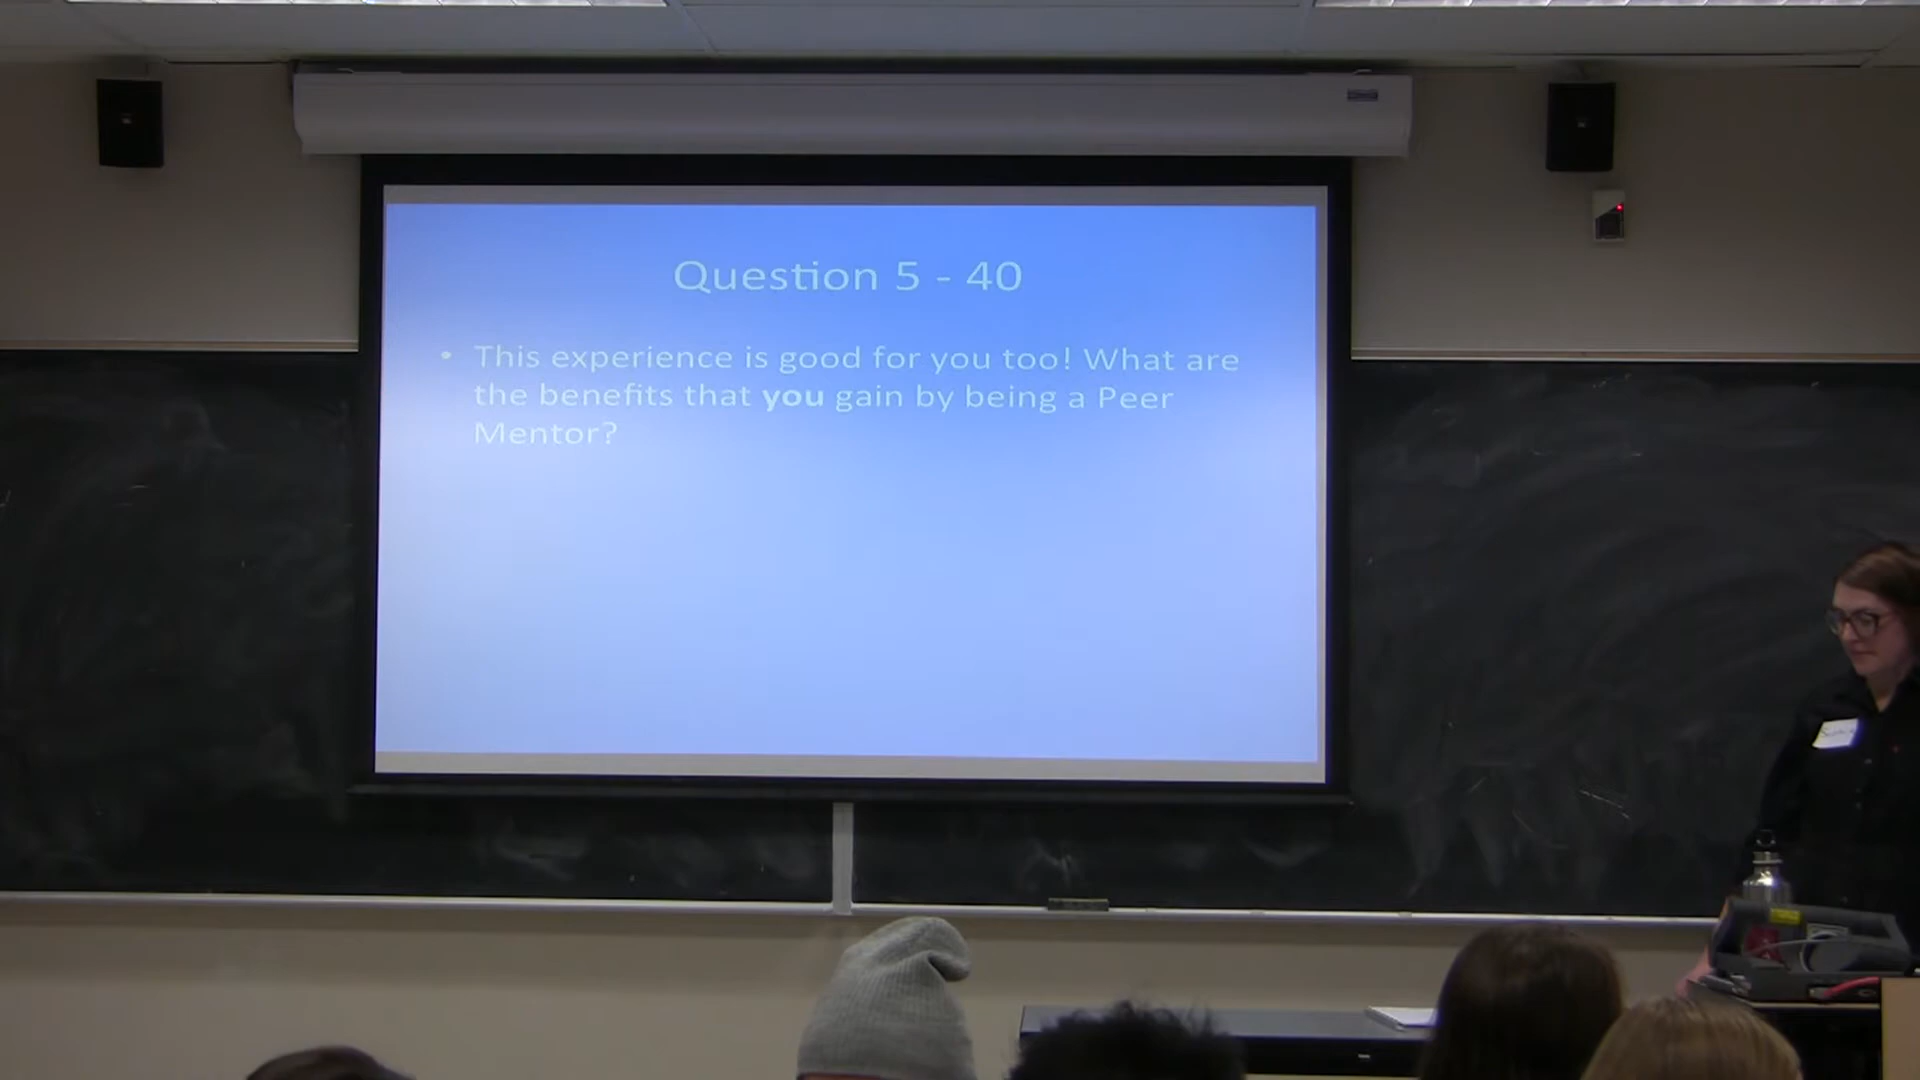 Question 5 - 40
• This experience is good for you too! What are
the benefits that you gain by being a Peer
Mentor?